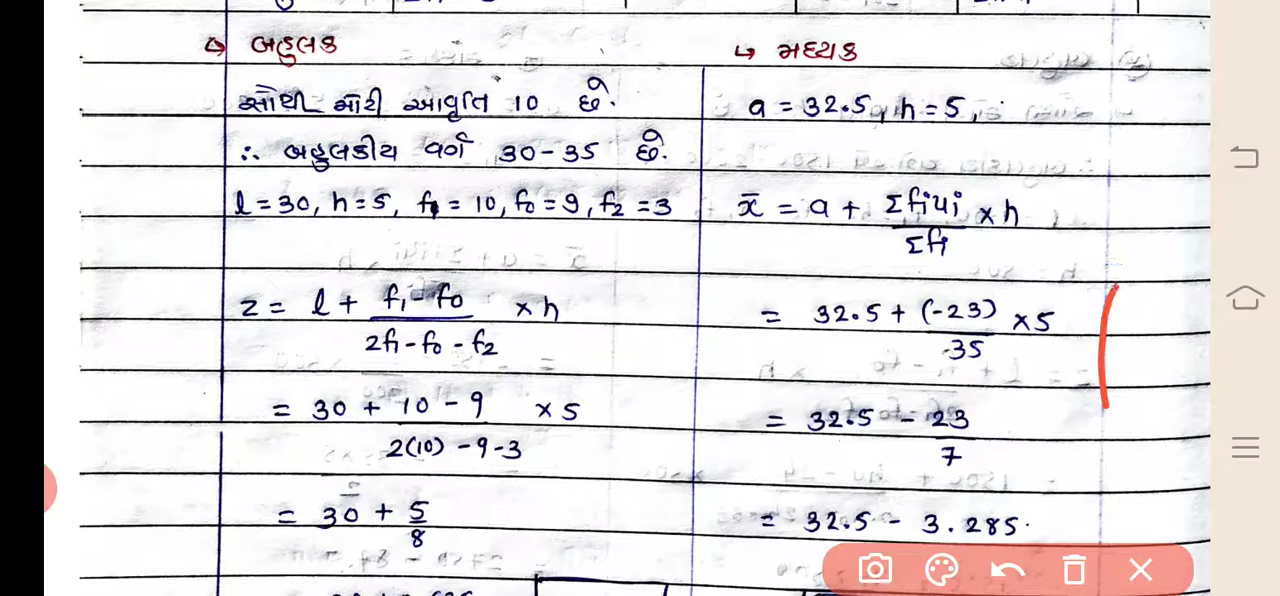 ↳ બહુલક
સૌથી મોટી આવૃતિ 10 છે.
∴ બહુલકીય વર્ગ 30-35 છે.
l = 30, h = 5, f1 = 10, f0 = 9, f2 = 3
z = l + f1 - f0 / 2f1 - f0 - f2 × h
= 30 + 10 - 9 / 2(10) - 9 - 3 × 5
= 30 + 5/8
↳ મધ્યક
a = 32.5, h = 5,
x̄ = a + Σfiui / Σfi × h
= 32.5 + (-23) / 35 × 5
= 32.5 - 23 / 7
= 32.5 - 3.285